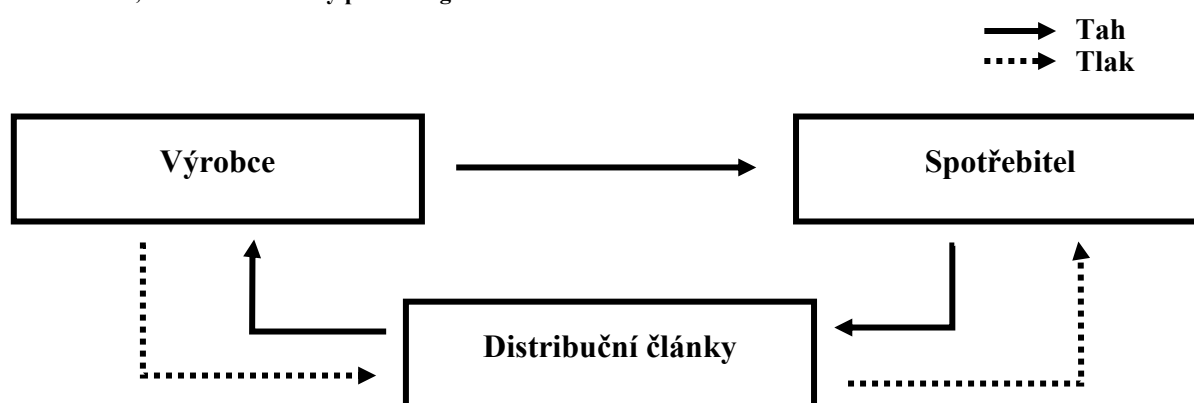 Tah
Tlak
Výrobce
Spotřebitel
Distribuční články